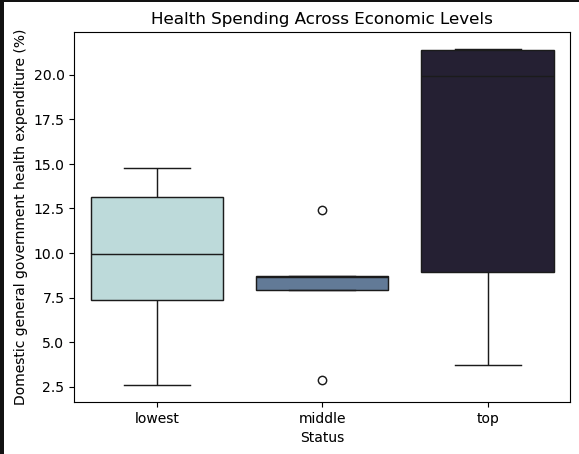 Health Spending Across Economic Levels
Domestic general government health expenditure (%)
20.0
17.5
15.0
12.5
10.0
7.5
5.0
2.5
lowest middle top
Status